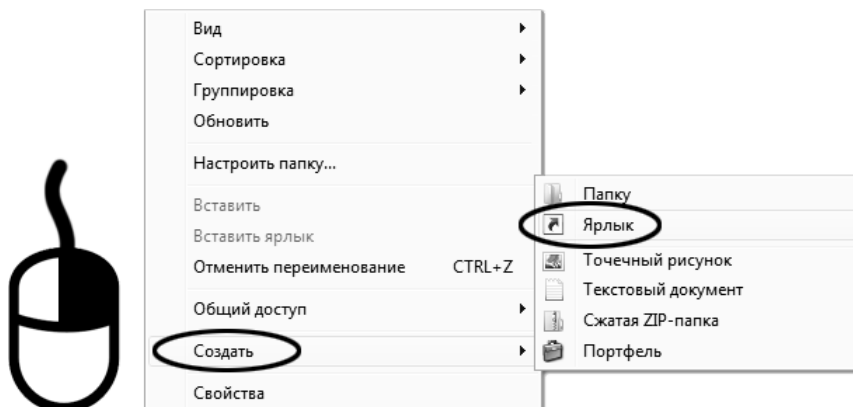 Вид
Сортировка
Группировка
Обновить
Настроить папку...
Вставить
Вставить ярлык
Отменить переименование CTRL+Z
Общий доступ
Создать
Свойства
Папку
Ярлык
Точечный рисунок
Текстовый документ
Сжатая ZIP-папка
Портфель